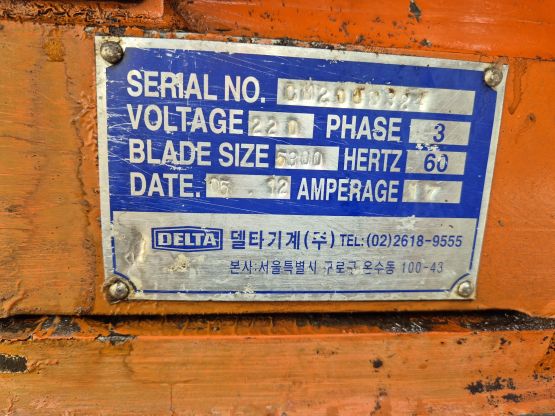 SERIAL NO.
VOLTAGE 220 PHASE 3
BLADE SIZE 5300 HERTZ 60
DATE. 05 . 12 AMPERAGE 17
DELTA 델타기계(주) TEL:(02)2618-9555
본사:서울특별시 구로구 온수동 100-43